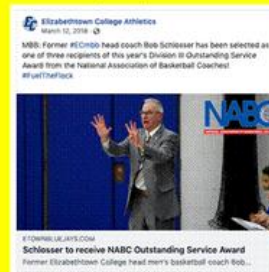 Elizabethtown College Athletics
March 12, 2018
MBB: Former #ECmbb head coach Bob Schlosser has been selected as
one of three recipients of this year's Division III Outstanding Service
Award from the National Association of Basketball Coaches!
#FuelTheFlock
NABC
ETOWNBLUEJAYS.COM
Schlosser to receive NABC Outstanding Service Award
Former Elizabethtown College head men's basketball coach Bob...